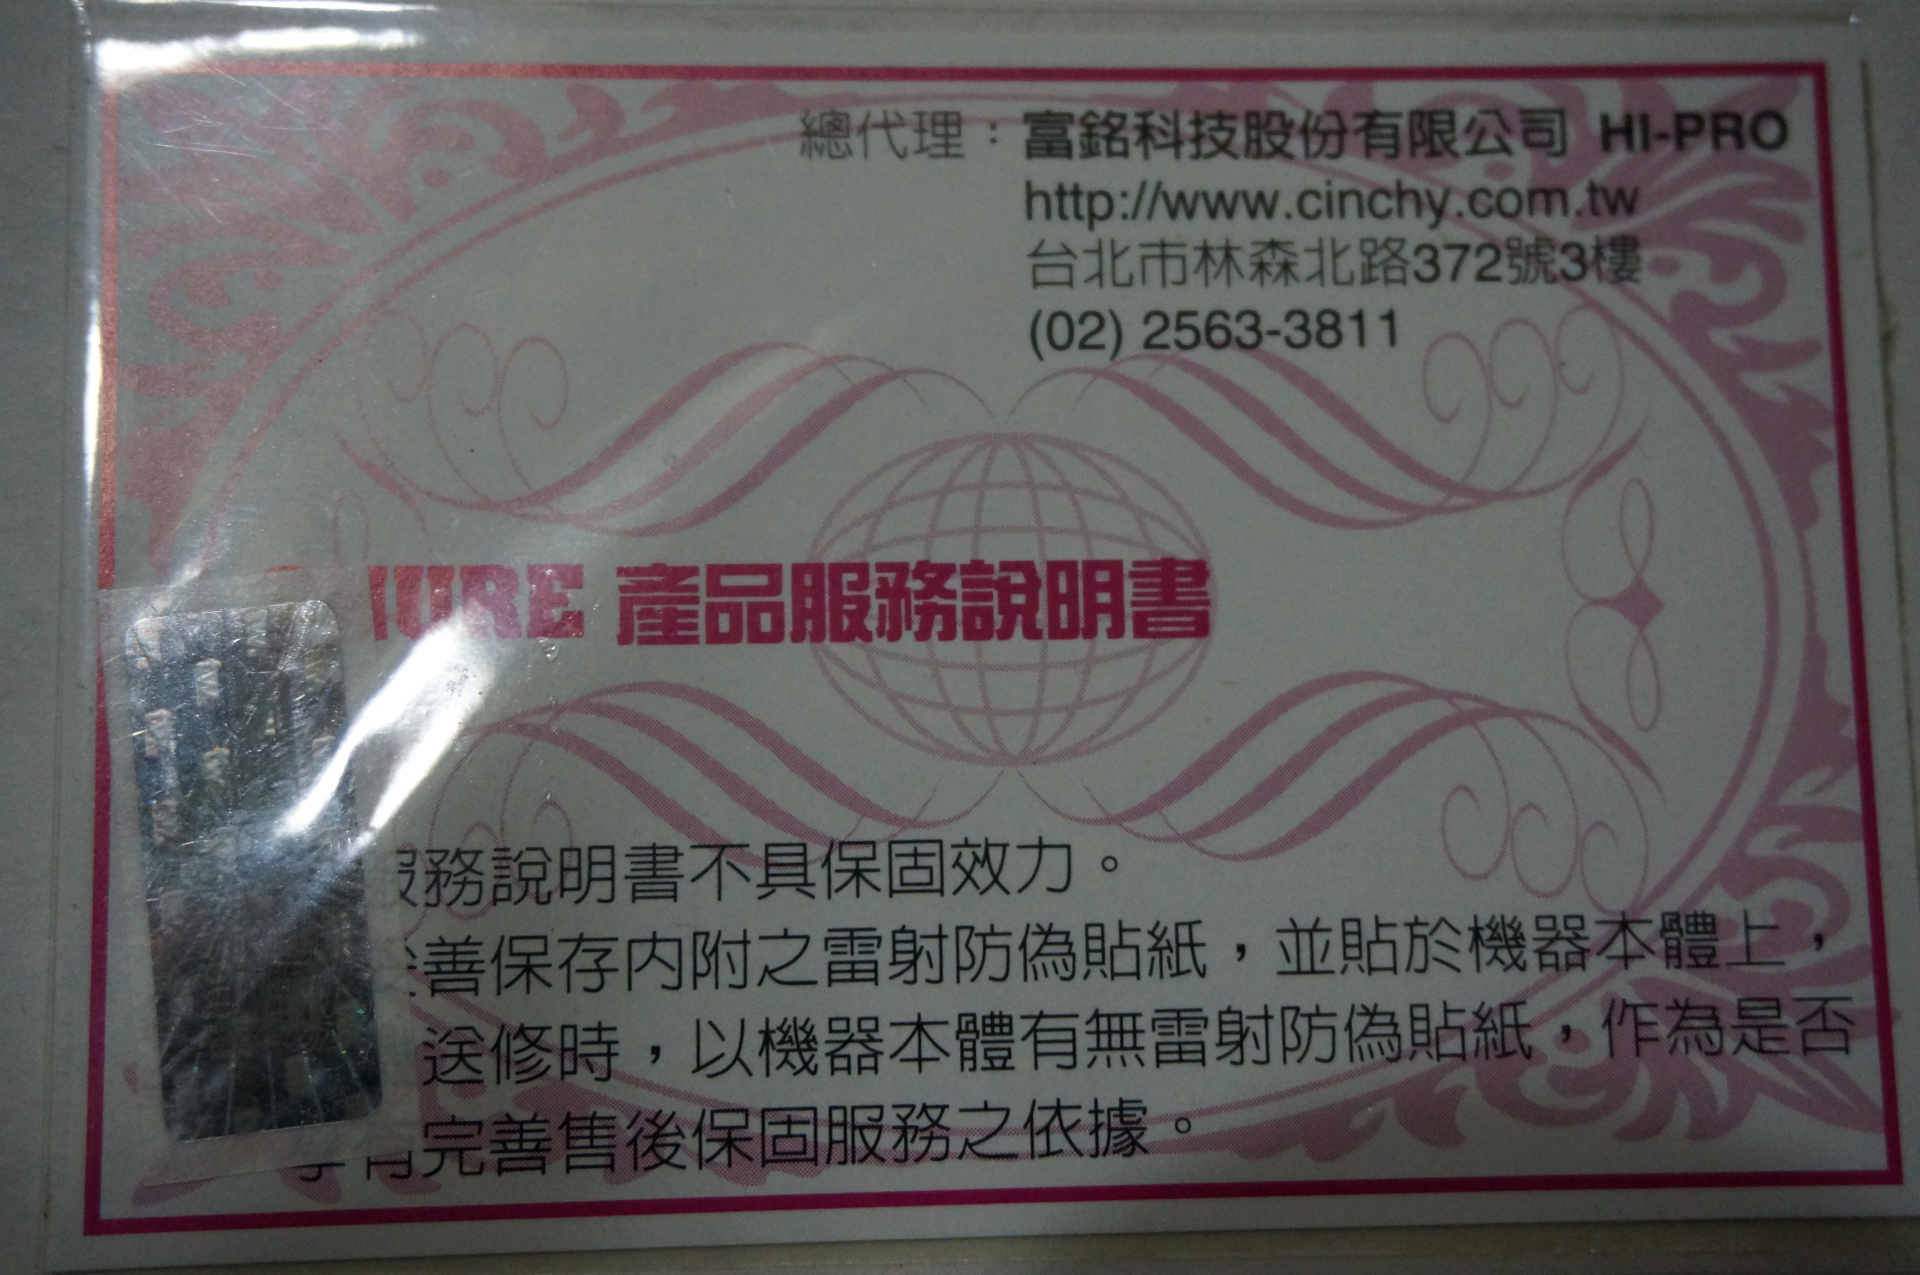 總代理：富銘科技股份有限公司 HI-PRO
http://www.cinchy.com.tw
台北市林森北路372號3樓
(02) 2563-3811
URE 產品服務說明書
服務說明書不具保固效力。
善保存内附之雷射防偽貼紙，並貼於機器本體上，
送修時，以機器本體有無雷射防偽貼紙，作為是否
享有完善售後保固服務之依據。